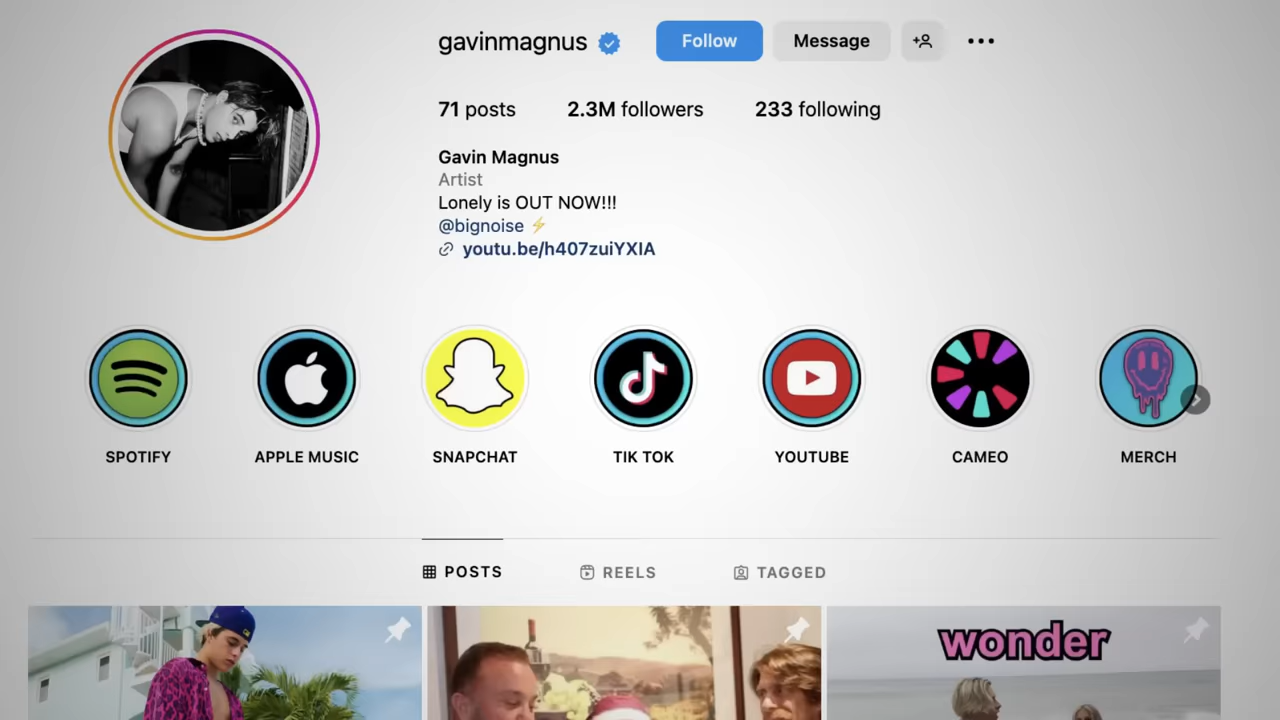 gavinmagnus Follow Message
71 posts 2.3M followers 233 following
Gavin Magnus
Artist
Lonely is OUT NOW!!!
@bignoise ⚡
youtu.be/h407zuiYXIA
SPOTIFY APPLE MUSIC SNAPCHAT TIK TOK YOUTUBE CAMEO MERCH
POSTS REELS TAGGED
wonder